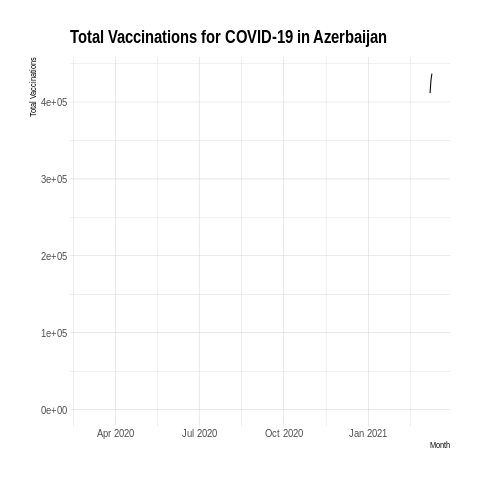 Total Vaccinations for COVID-19 in Azerbaijan
Total Vaccinations
4e+05
3e+05
2e+05
1e+05
0e+00
Apr 2020 Jul 2020 Oct 2020 Jan 2021
Month